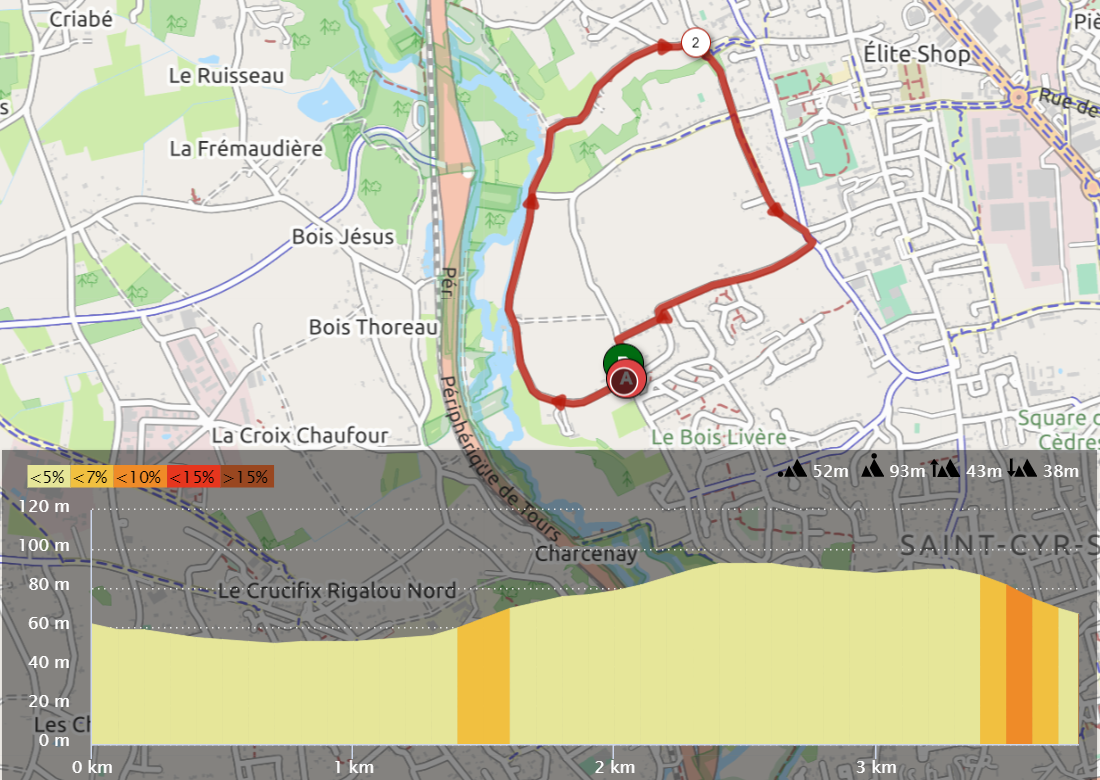 Criabé
Piè
Élite Shop
Le Ruisseau
2
Rue de
s
La Frémaudière
Bois Jésus
Pér
Bois Thoreau
A
Périphérique de Tours
Square
Cèdres
La Croix Chaufour
Le Bois Livère
<5% <7% <10% <15% >15%
52m 93m 43m 38m
120 m
100 m
SAINT-CYR-S
Charcenay
80 m
Le Crucifix Rigalou Nord
60 m
40 m
20 m
Les Ch
0 m
0 km 1 km 2 km 3 km